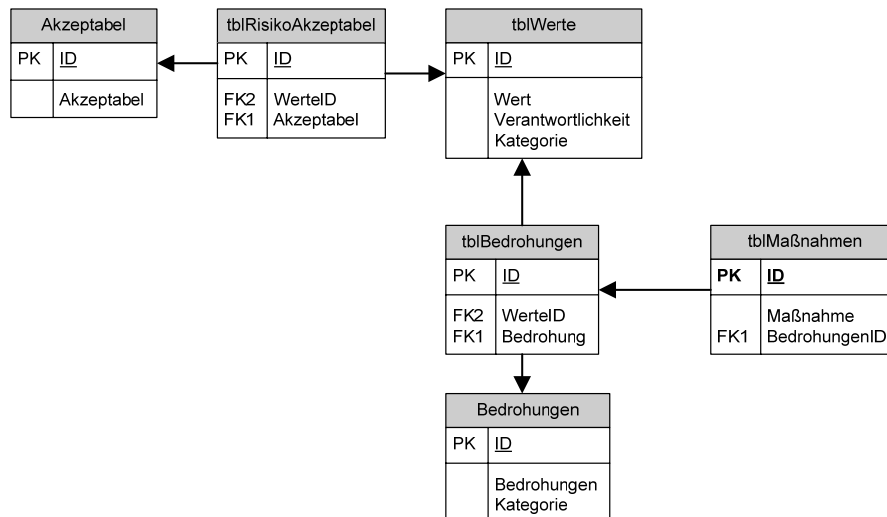 Akzeptabel
PK ID
Akzeptabel
tblRisikoAkzeptabel
PK ID
FK2 WerteID
FK1 Akzeptabel
tblWerte
PK ID
Wert
Verantwortlichkeit
Kategorie
tblBedrohungen
PK ID
FK2 WerteID
FK1 Bedrohung
tblMaßnahmen
PK ID
Maßnahme
FK1 BedrohungenID
Bedrohungen
PK ID
Bedrohungen
Kategorie